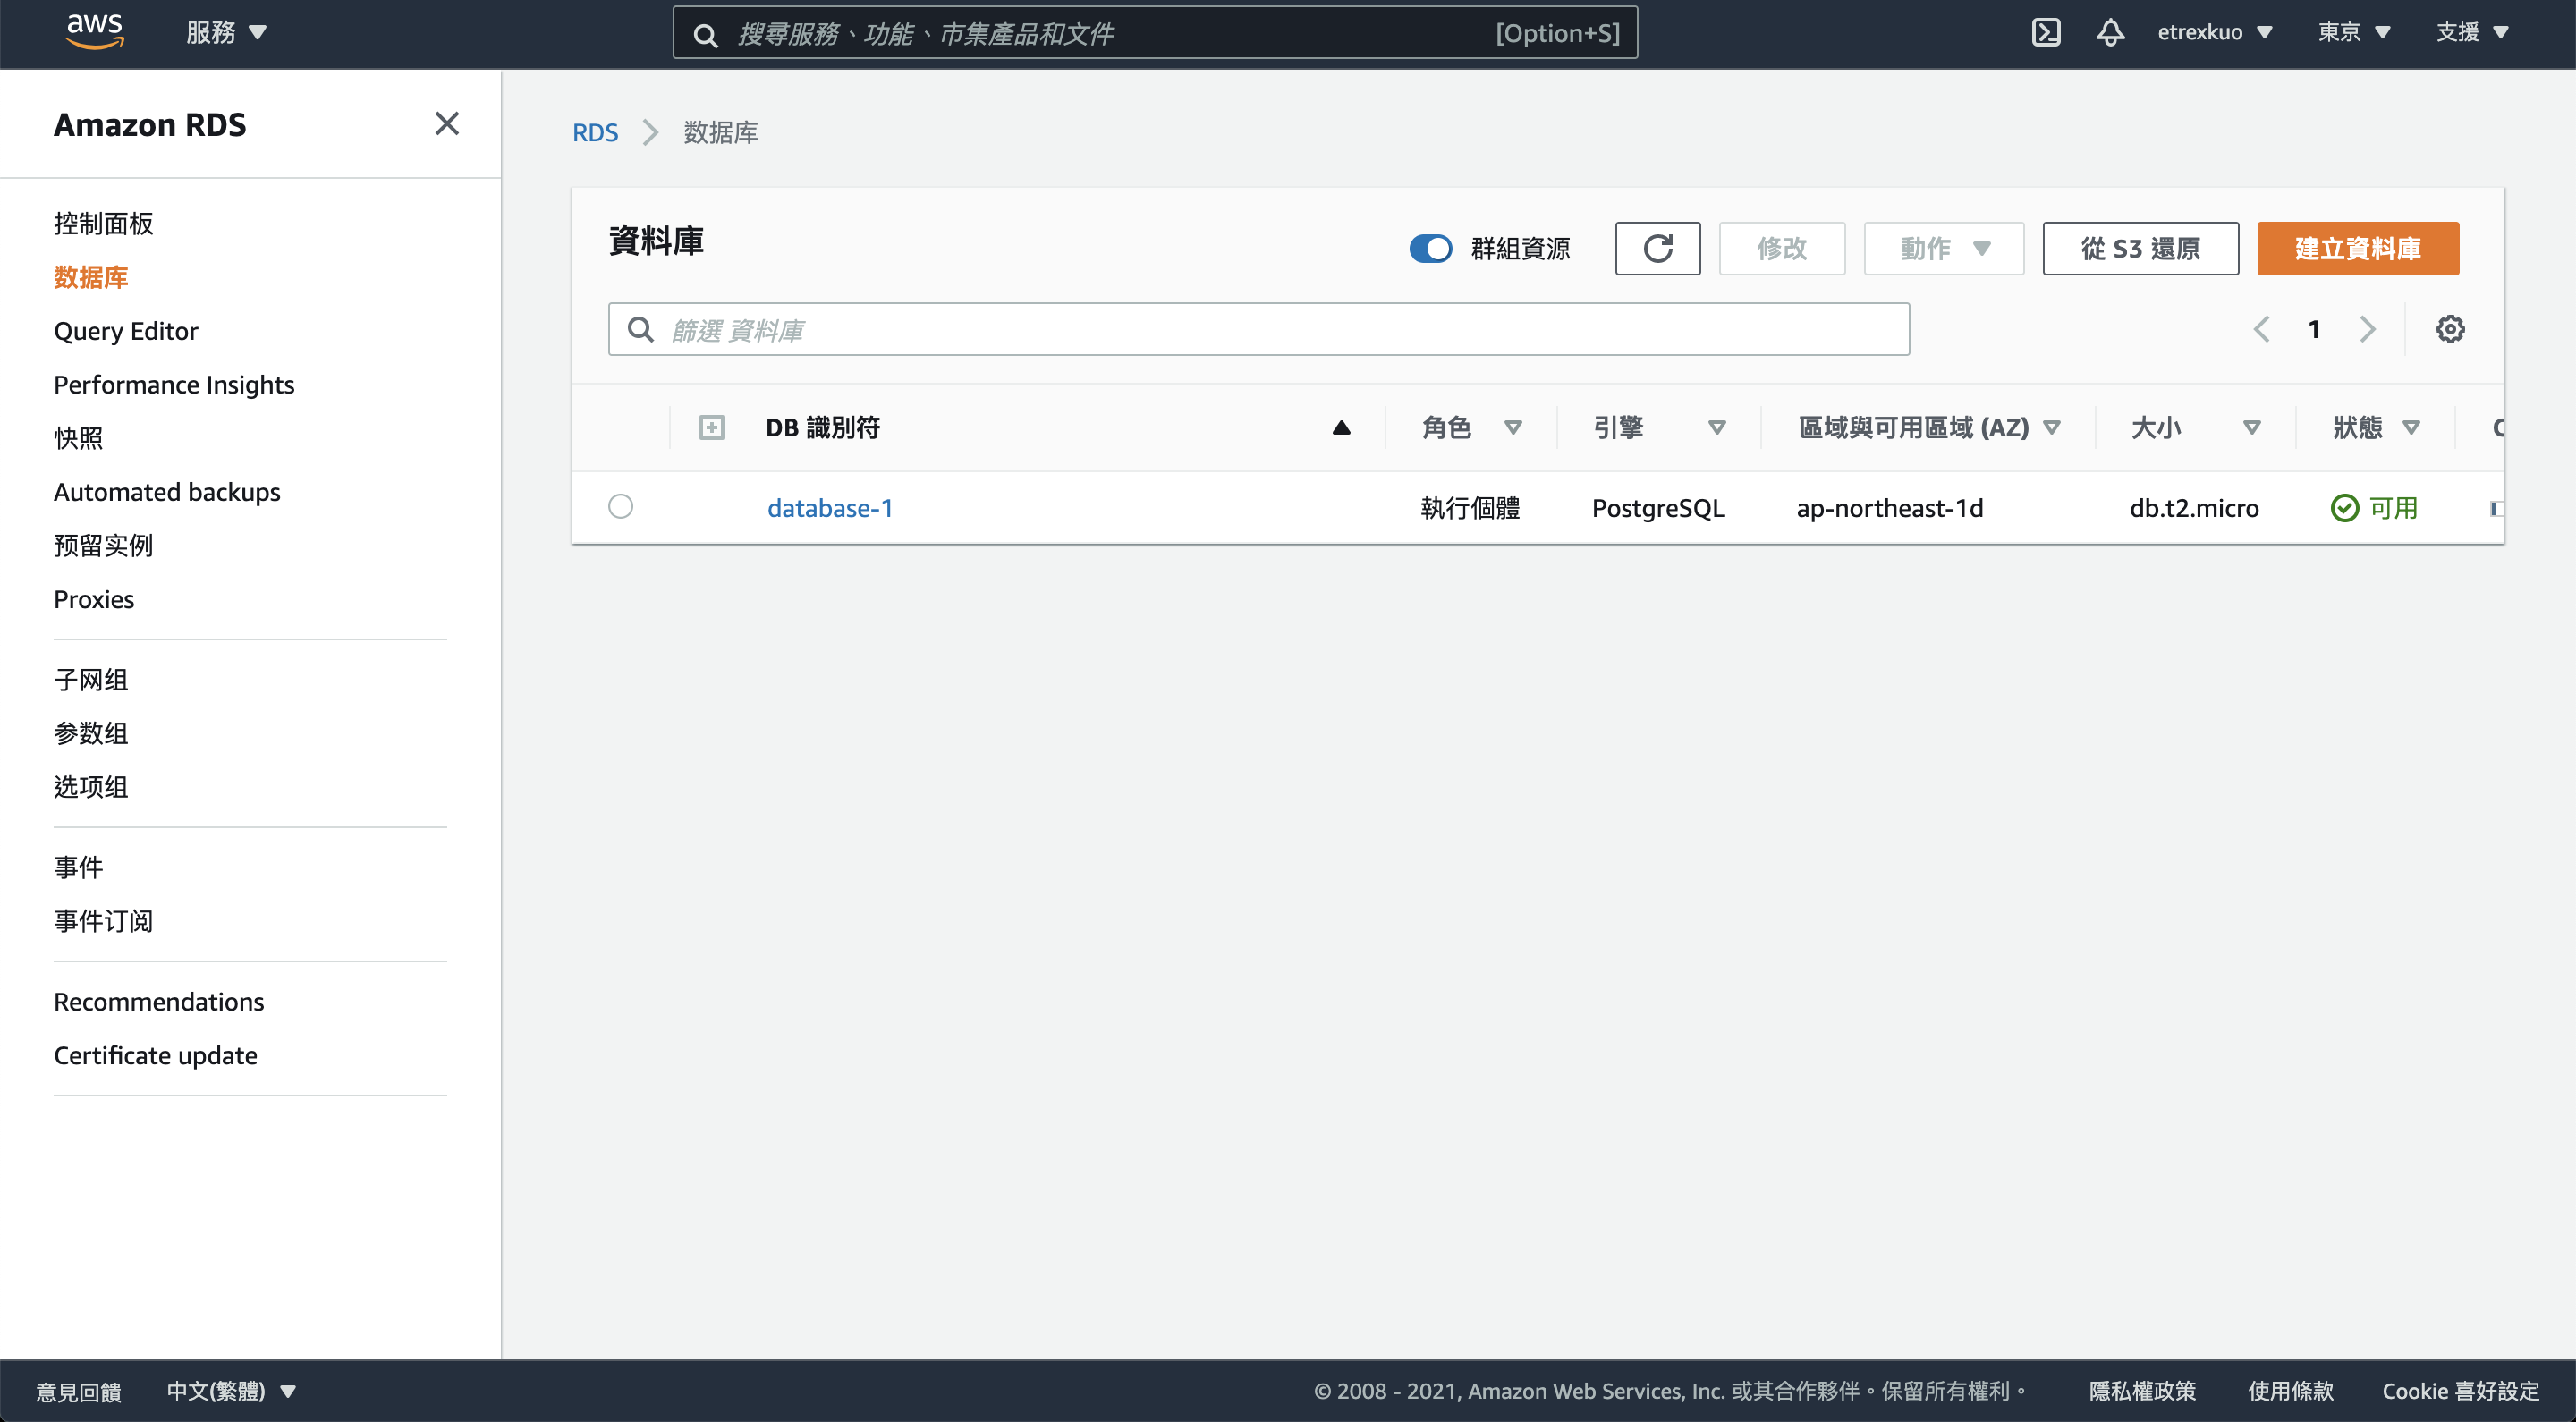 aws 服務 搜尋服務、功能、市集產品和文件 [Option+S] etrexkuo 東京 支援
Amazon RDS
控制面板
数据库
Query Editor
Performance Insights
快照
Automated backups
预留实例
Proxies
子网组
参数组
选项组
事件
事件订阅
Recommendations
Certificate update
RDS 数据库
資料庫 群組資源 修改 動作 從 S3 還原 建立資料庫
篩選 資料庫 1
DB 識別符 角色 引擎 區域與可用區域 (AZ) 大小 狀態
database-1 執行個體 PostgreSQL ap-northeast-1d db.t2.micro 可用
意見回饋 中文(繁體) © 2008 - 2021, Amazon Web Services, Inc. 或其合作夥伴。保留所有權利。 隱私權政策 使用條款 Cookie 喜好設定